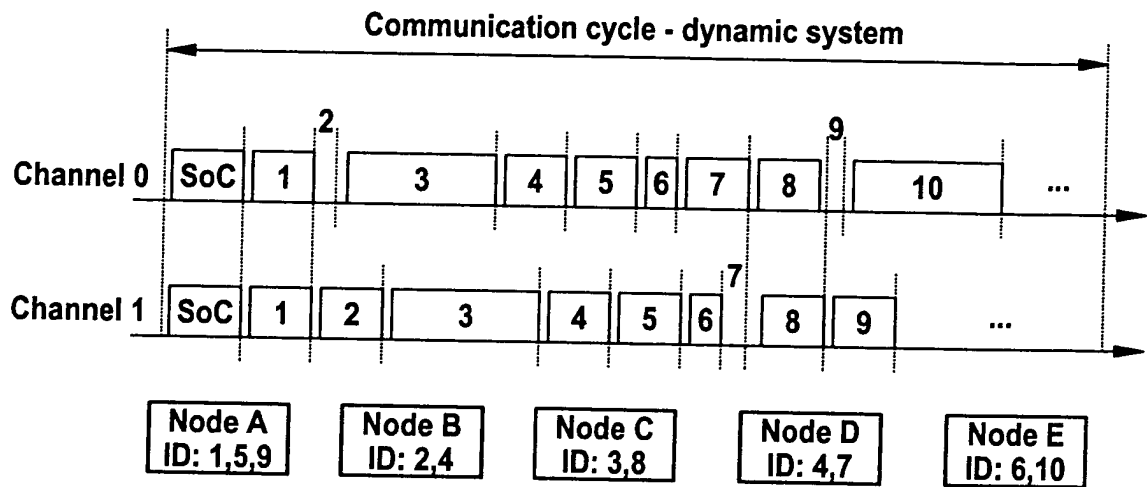 Communication cycle - dynamic system
2 9
Channel 0 SoC 1 3 4 5 6 7 8 10 ...
7
Channel 1 SoC 1 2 3 4 5 6 8 9 ...
Node A
ID: 1,5,9
Node B
ID: 2,4
Node C
ID: 3,8
Node D
ID: 4,7
Node E
ID: 6,10